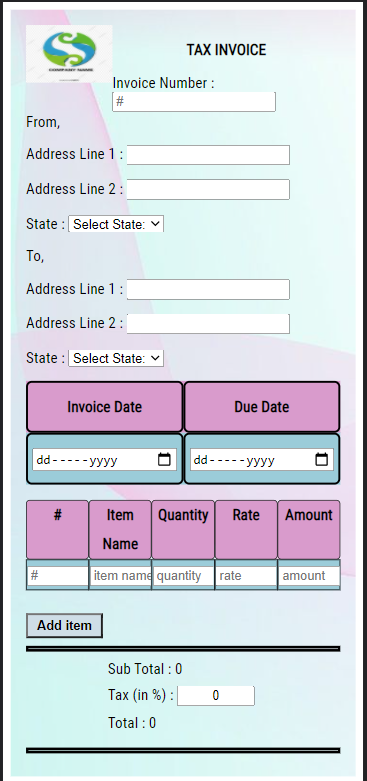 COMPANY NAME
TAX INVOICE
Invoice Number :
#
From,
Address Line 1 :
Address Line 2 :
State : Select State:
To,
Address Line 1 :
Address Line 2 :
State : Select State:
Invoice Date Due Date
dd-----yyyy dd-----yyyy
# Item Name Quantity Rate Amount
# item name quantity rate amount
Add item
Sub Total : 0
Tax (in %) : 0
Total : 0